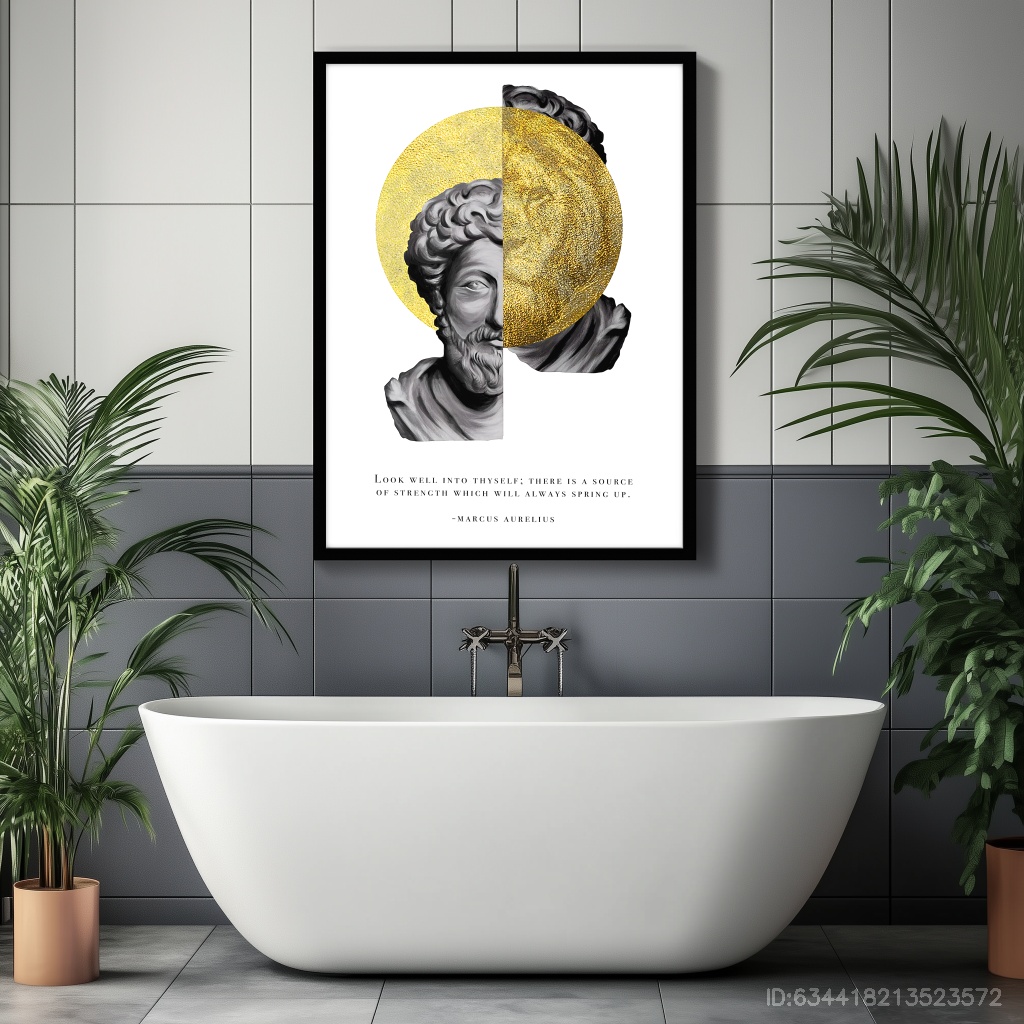 Look well into thyself; there is a source
of strength which will always spring up.
-Marcus Aurelius
ID:634418213523572